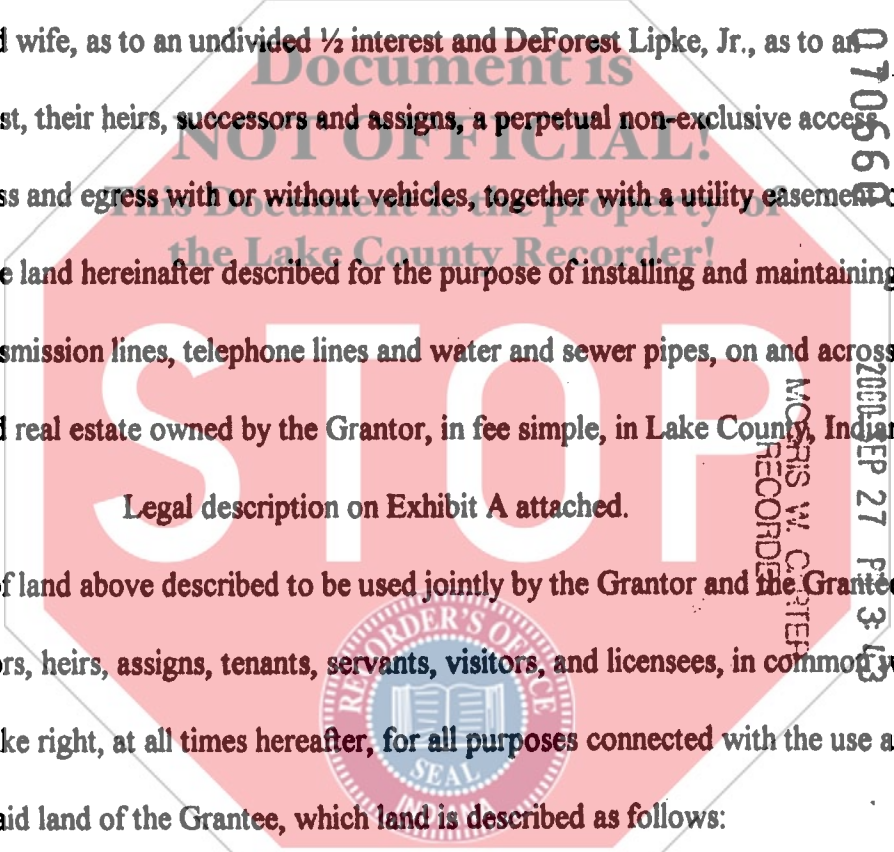 wife, as to an undivided ½ interest and DeForest Lipke, Jr., as to an
Document is
st, their heirs, successors and assigns, a perpetual non-exclusive access
NOT OFFICIAL!
ss and egress with or without vehicles, together with a utility easement
This Document is the property of
the Lake County Recorder!
e land hereinafter described for the purpose of installing and maintaining
smission lines, telephone lines and water and sewer pipes, on and across
real estate owned by the Grantor, in fee simple, in Lake County, Indian
STOP
Legal description on Exhibit A attached.
f land above described to be used jointly by the Grantor and the Grantee
rs, heirs, assigns, tenants, servants, visitors, and licensees, in common
ke right, at all times hereafter, for all purposes connected with the use a
aid land of the Grantee, which land is described as follows:
RECORDER'S OFFICE
SEAL
INDIANA
SEP 27
MORRIS W. CARTER
RECORDER